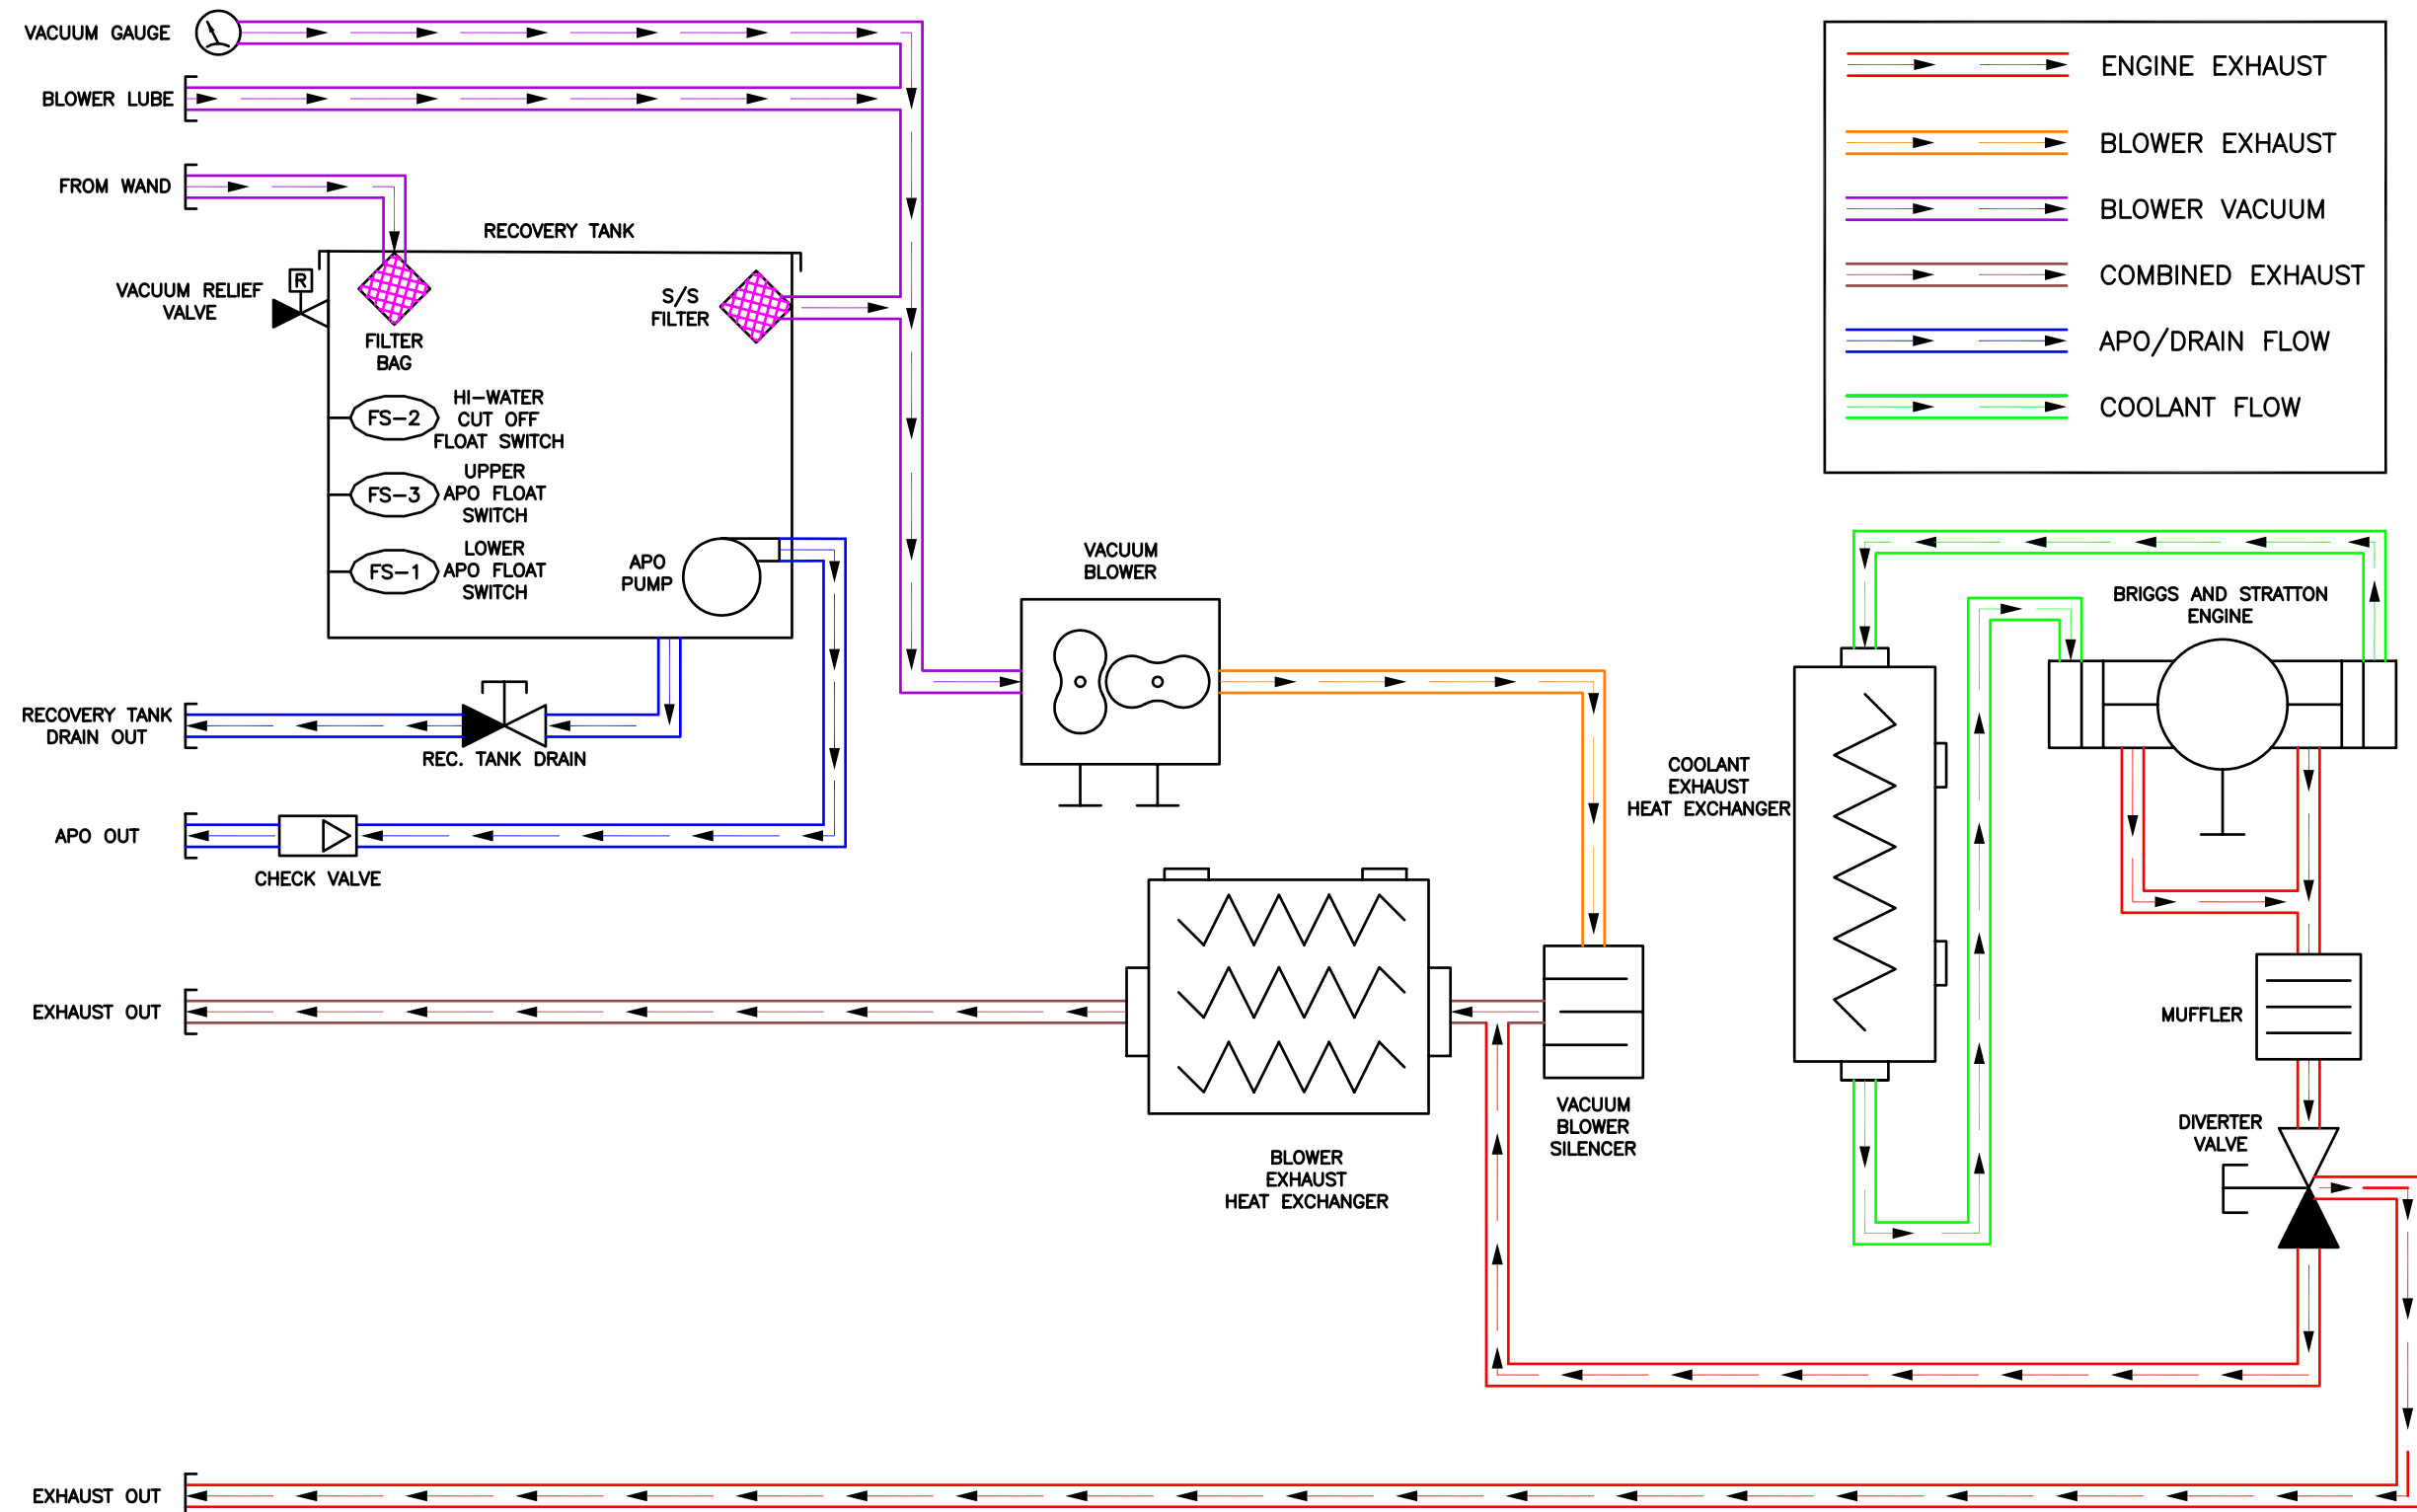 VACUUM GAUGE
BLOWER LUBE
FROM WAND
RECOVERY TANK
R
VACUUM RELIEF
VALVE
FILTER
BAG
S/S
FILTER
FS-2
HI-WATER
CUT OFF
FLOAT SWITCH
FS-3
UPPER
APO FLOAT
SWITCH
FS-1
LOWER
APO FLOAT
SWITCH
APO
PUMP
RECOVERY TANK
DRAIN OUT
REC. TANK DRAIN
APO OUT
CHECK VALVE
EXHAUST OUT
EXHAUST OUT
VACUUM
BLOWER
BLOWER
EXHAUST
HEAT EXCHANGER
VACUUM
BLOWER
SILENCER
COOLANT
EXHAUST
HEAT EXCHANGER
BRIGGS AND STRATTON
ENGINE
MUFFLER
DIVERTER
VALVE
ENGINE EXHAUST
BLOWER EXHAUST
BLOWER VACUUM
COMBINED EXHAUST
APO/DRAIN FLOW
COOLANT FLOW